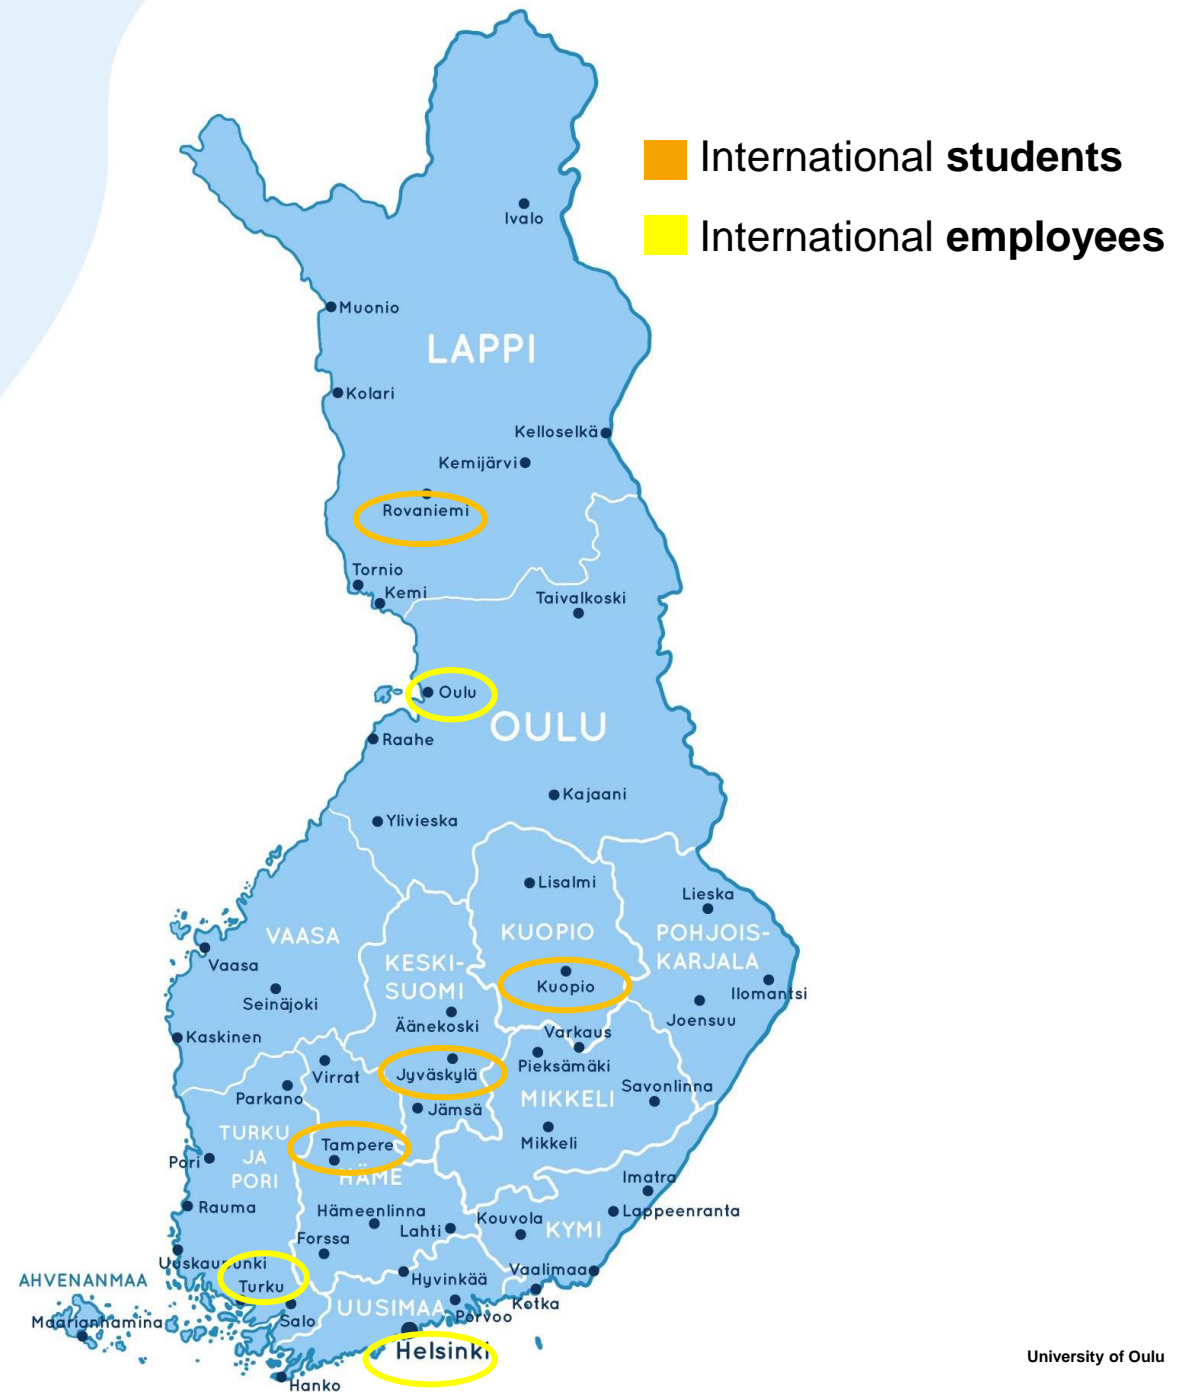 International students
International employees
Ivalo
Muonio
LAPPI
Kolari
Kelloselkä
Kemijärvi
Rovaniemi
Tornio
Kemi
Taivalkoski
Oulu
OULU
Raahe
Kajaani
Ylivieska
Lisalmi
Lieska
VAASA
KUOPIO
POHJOIS-
KARJALA
Vaasa
KESKI-
SUOMI
Kuopio
Ilomantsi
Seinäjoki
Äänekoski
Joensuu
Kaskinen
Varkaus
Pieksämäki
Virrat
Jyväskylä
Savonlinna
Parkano
MIKKELI
Jämsä
TURKU
JA
PORI
Tampere
Mikkeli
Pori
HÄME
Imatra
Rauma
Hämeenlinna
Lahti
Kouvola
Lappeenranta
KYMI
Forssa
Uuskaupunki
Vaalimaa
AHVENANMAA
Turku
Hyvinkää
Kotka
UUSIMAA
Porvoo
Salo
Maarianhamina
Helsinki
Hanko
University of Oulu